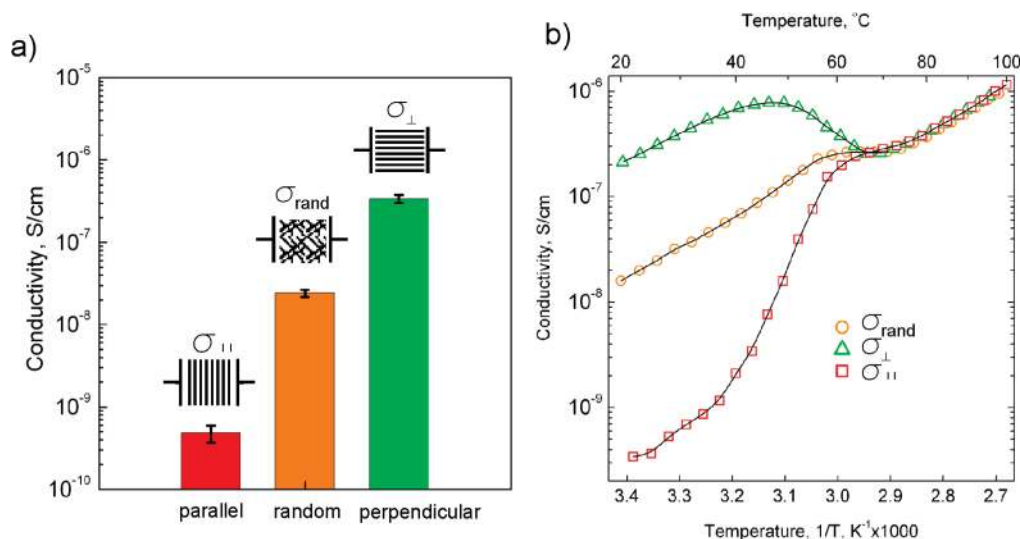 a)
Conductivity, S/cm
10⁻⁵
10⁻⁶
10⁻⁷
10⁻⁸
10⁻⁹
10⁻¹⁰
σ⊥
σrand
σ||
parallel random perpendicular
b)
Temperature, °C
20 40 60 80 100
Conductivity, S/cm
10⁻⁶
10⁻⁷
10⁻⁸
10⁻⁹
σrand
σ⊥
σ||
3.4 3.3 3.2 3.1 3.0 2.9 2.8 2.7
Temperature, 1/T, K⁻¹x1000